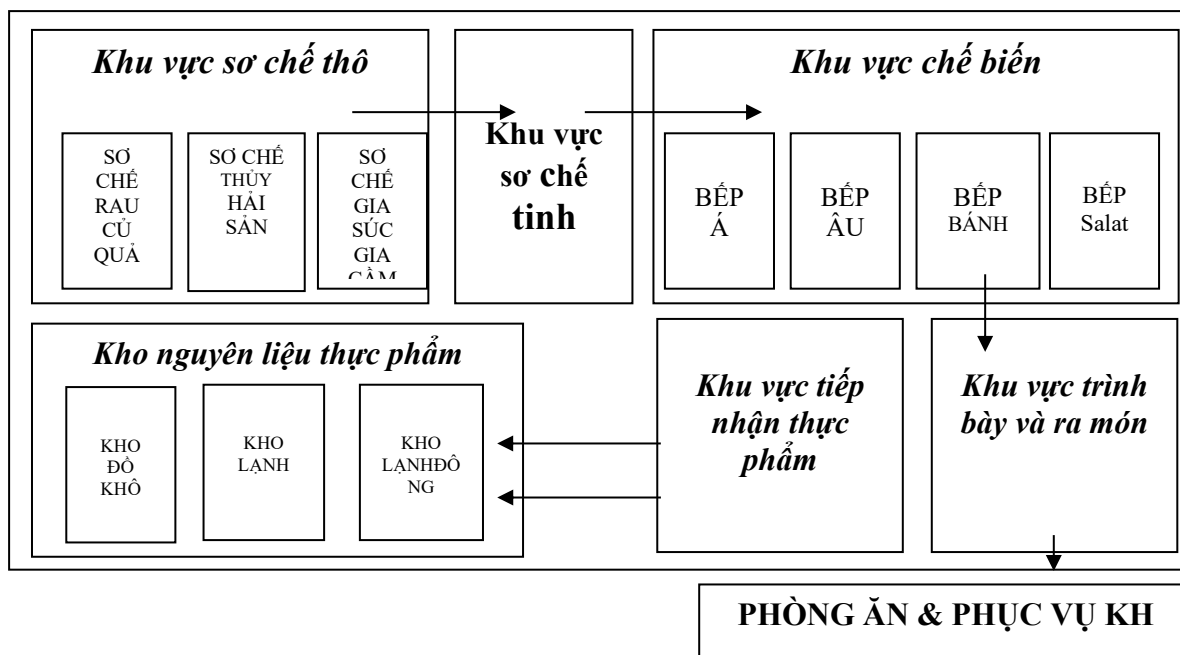 Khu vực sơ chế thô
SƠ
CHẾ
RAU
CỦ
QUẢ
SƠ CHẾ
THỦY
HẢI
SẢN
SƠ
CHẾ
GIA
SÚC
GIA
CẦM
Khu vực
sơ chế
tinh
Khu vực chế biến
BẾP
Á
BẾP
ÂU
BẾP
BÁNH
BẾP
Salat
Kho nguyên liệu thực phẩm
KHO
ĐỒ
KHÔ
KHO
LẠNH
KHO
LẠNHĐÔ
NG
Khu vực tiếp
nhận thực
phẩm
Khu vực trình
bày và ra món
PHÒNG ĂN & PHỤC VỤ KH